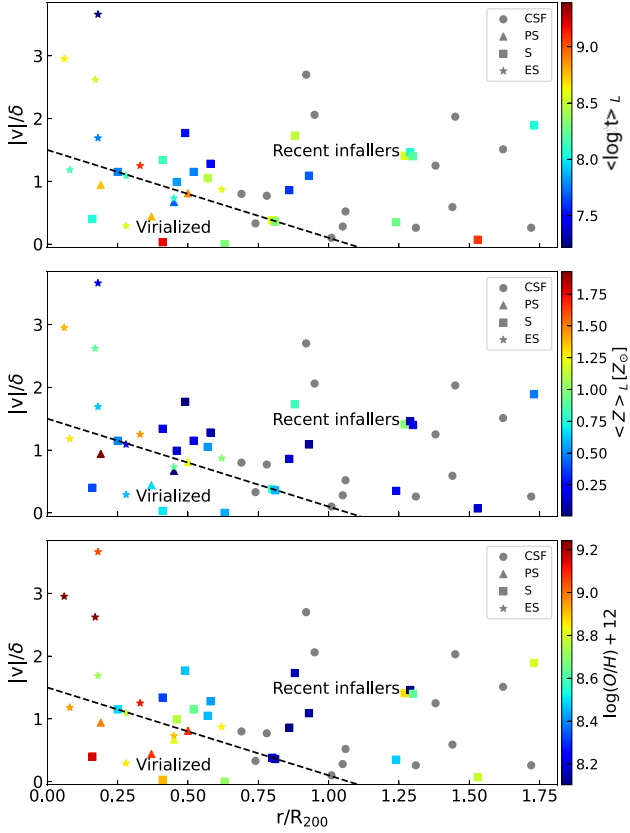 3
2
1
0
|v|/δ
Recent infallers
Virialized
CSF
PS
S
ES
9.0
8.5
8.0
7.5
<log t> L
3
2
1
0
|v|/δ
Recent infallers
Virialized
CSF
PS
S
ES
1.75
1.50
1.25
1.00
0.75
0.50
0.25
<Z>L [Z⊙]
3
2
1
0
|v|/δ
Recent infallers
Virialized
CSF
PS
S
ES
9.2
9.0
8.8
8.6
8.4
8.2
log(O/H) + 12
0.00 0.25 0.50 0.75 1.00 1.25 1.50 1.75
r/R200